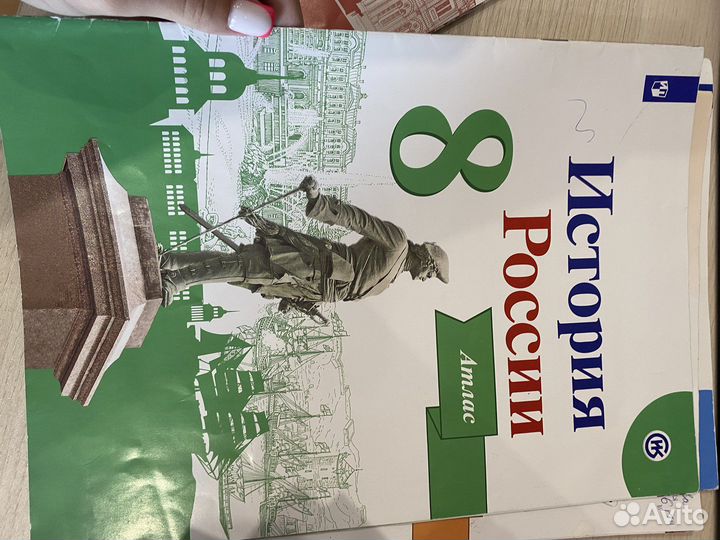 История
России
8
Атлас
Avito